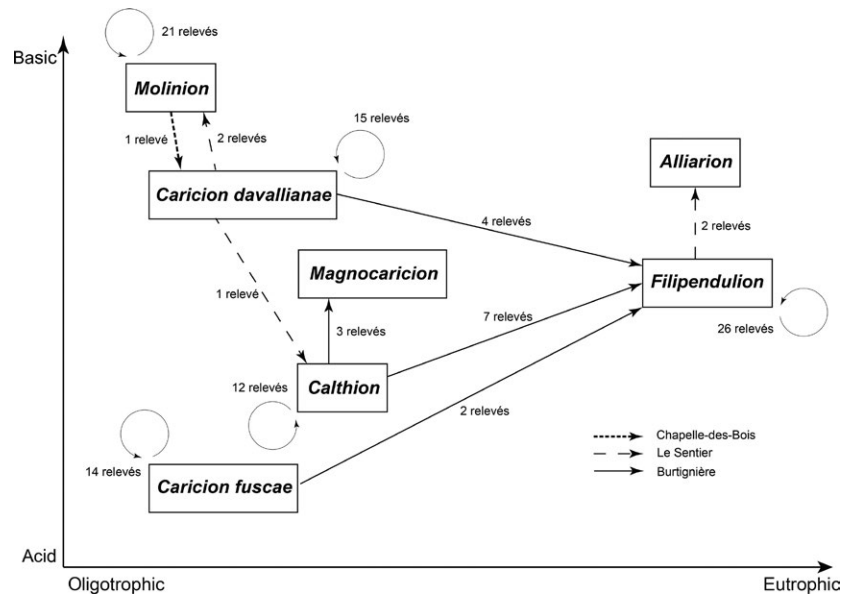 21 relevés
Basic
Molinion
1 relevé
2 relevés
15 relevés
Caricion davallianae
Alliarion
4 relevés
2 relevés
Magnocaricion
Filipendulion
1 relevé
3 relevés
7 relevés
26 relevés
12 relevés
Calthion
2 relevés
14 relevés
Caricion fuscae
Chapelle-des-Bois
Le Sentier
Burtignière
Acid
Oligotrophic
Eutrophic